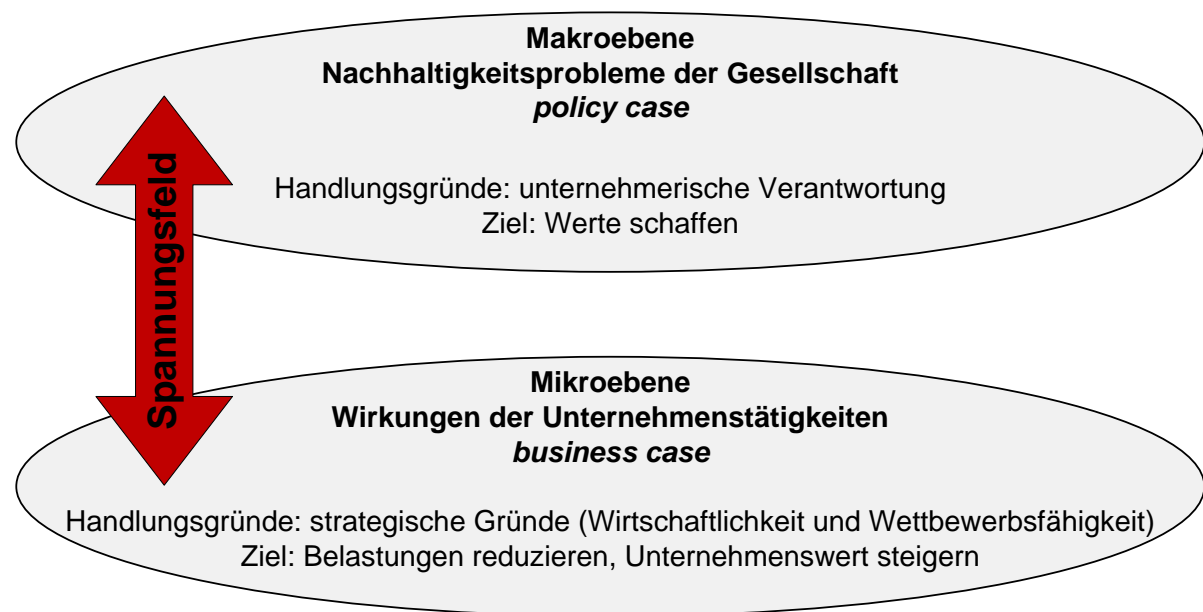 Makroebene
Nachhaltigkeitsprobleme der Gesellschaft
policy case
Handlungsgründe: unternehmerische Verantwortung
Ziel: Werte schaffen
Spannungsfeld
Mikroebene
Wirkungen der Unternehmenstätigkeiten
business case
Handlungsgründe: strategische Gründe (Wirtschaftlichkeit und Wettbewerbsfähigkeit)
Ziel: Belastungen reduzieren, Unternehmenswert steigern